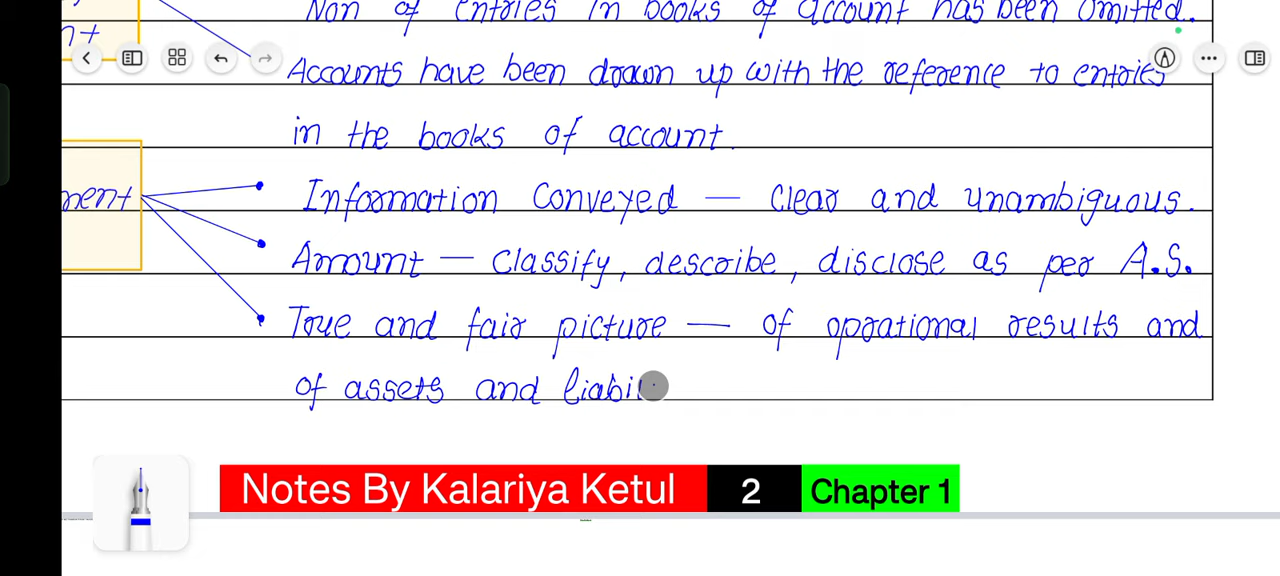 Non of entries in books of account has been omitted.
n+
Accounts have been drawn up with the reference to entries
in the books of account.
ment
Information Conveyed — Clear and unambiguous.
Amount — Classify, describe, disclose as per A.S.
True and fair picture — of oprational results and
of assets and liabil
Notes By Kalariya Ketul 2 Chapter 1